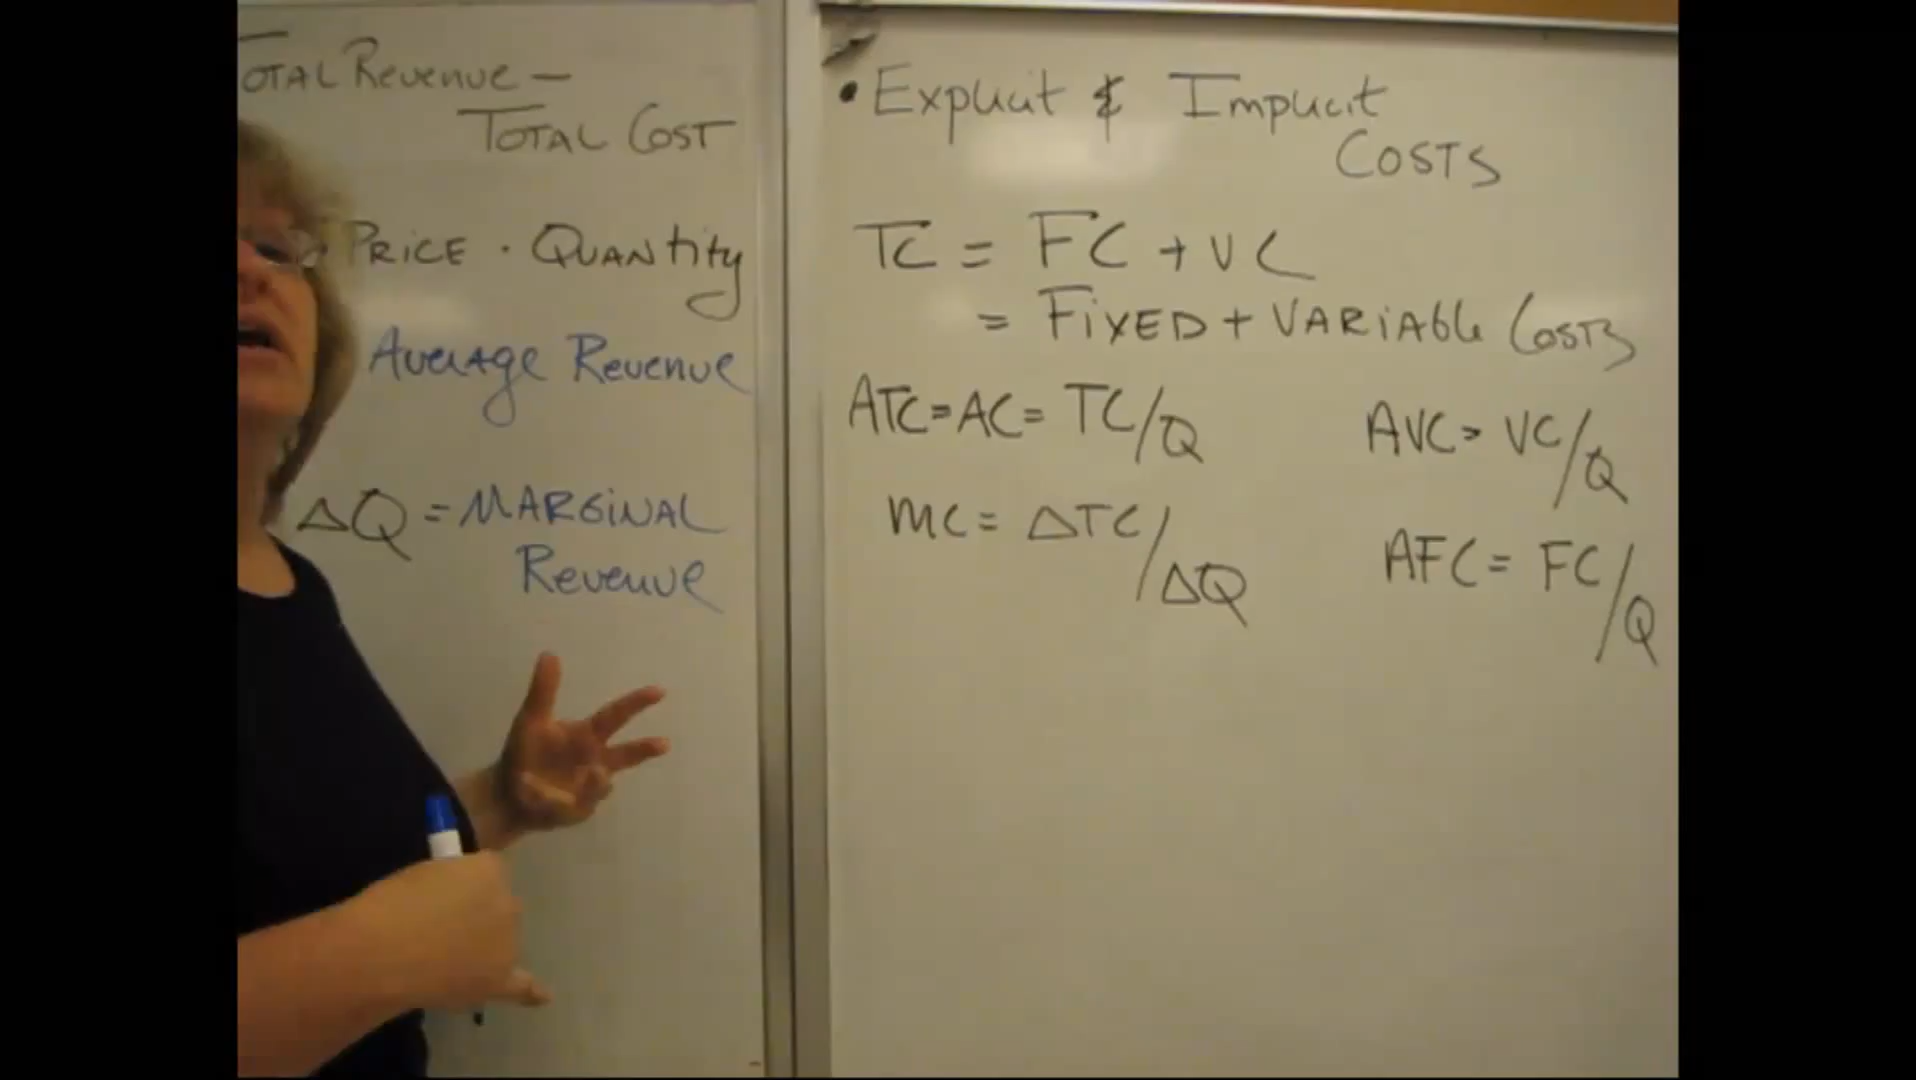 TOTAL Revenue –
TOTAL COST
PRICE · QUANtity
Average Revenue
ΔQ = MARGINAL
Revenue
• Explicit & Implicit
COSTS
TC = FC + VC
= FIXED + VARIABLE COSTS
ATC = AC = TC/Q
AVC = VC/Q
MC = ΔTC/ΔQ
AFC = FC/Q